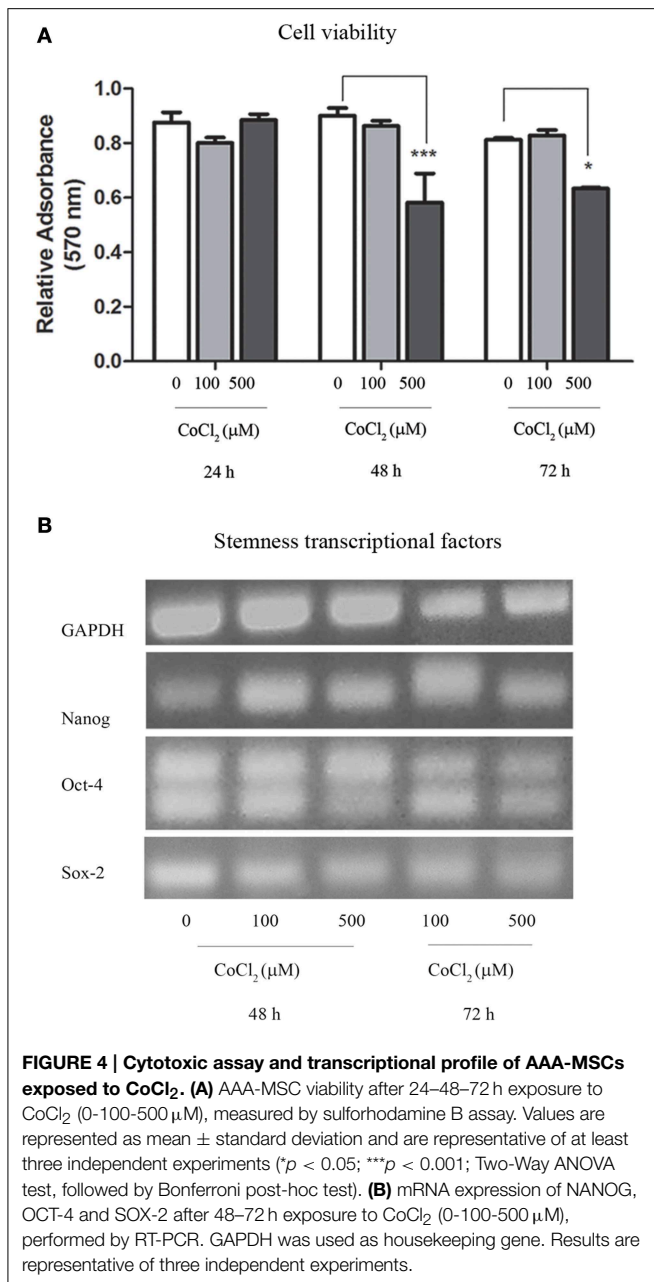 A
Cell viability
Relative Adsorbance
(570 nm)
1.0
0.8
0.6
0.4
0.2
0.0
***
*
0 100 500 0 100 500 0 100 500
CoCl₂ (µM) CoCl₂ (µM) CoCl₂ (µM)
24 h 48 h 72 h
B
Stemness transcriptional factors
GAPDH
Nanog
Oct-4
Sox-2
0 100 500 100 500
CoCl₂ (µM) CoCl₂ (µM)
48 h 72 h
FIGURE 4 | Cytotoxic assay and transcriptional profile of AAA-MSCs
exposed to CoCl₂. (A) AAA-MSC viability after 24–48–72 h exposure to
CoCl₂ (0-100-500 µM), measured by sulforhodamine B assay. Values are
represented as mean ± standard deviation and are representative of at least
three independent experiments (*p < 0.05; ***p < 0.001; Two-Way ANOVA
test, followed by Bonferroni post-hoc test). (B) mRNA expression of NANOG,
OCT-4 and SOX-2 after 48–72 h exposure to CoCl₂ (0-100-500 µM),
performed by RT-PCR. GAPDH was used as housekeeping gene. Results are
representative of three independent experiments.